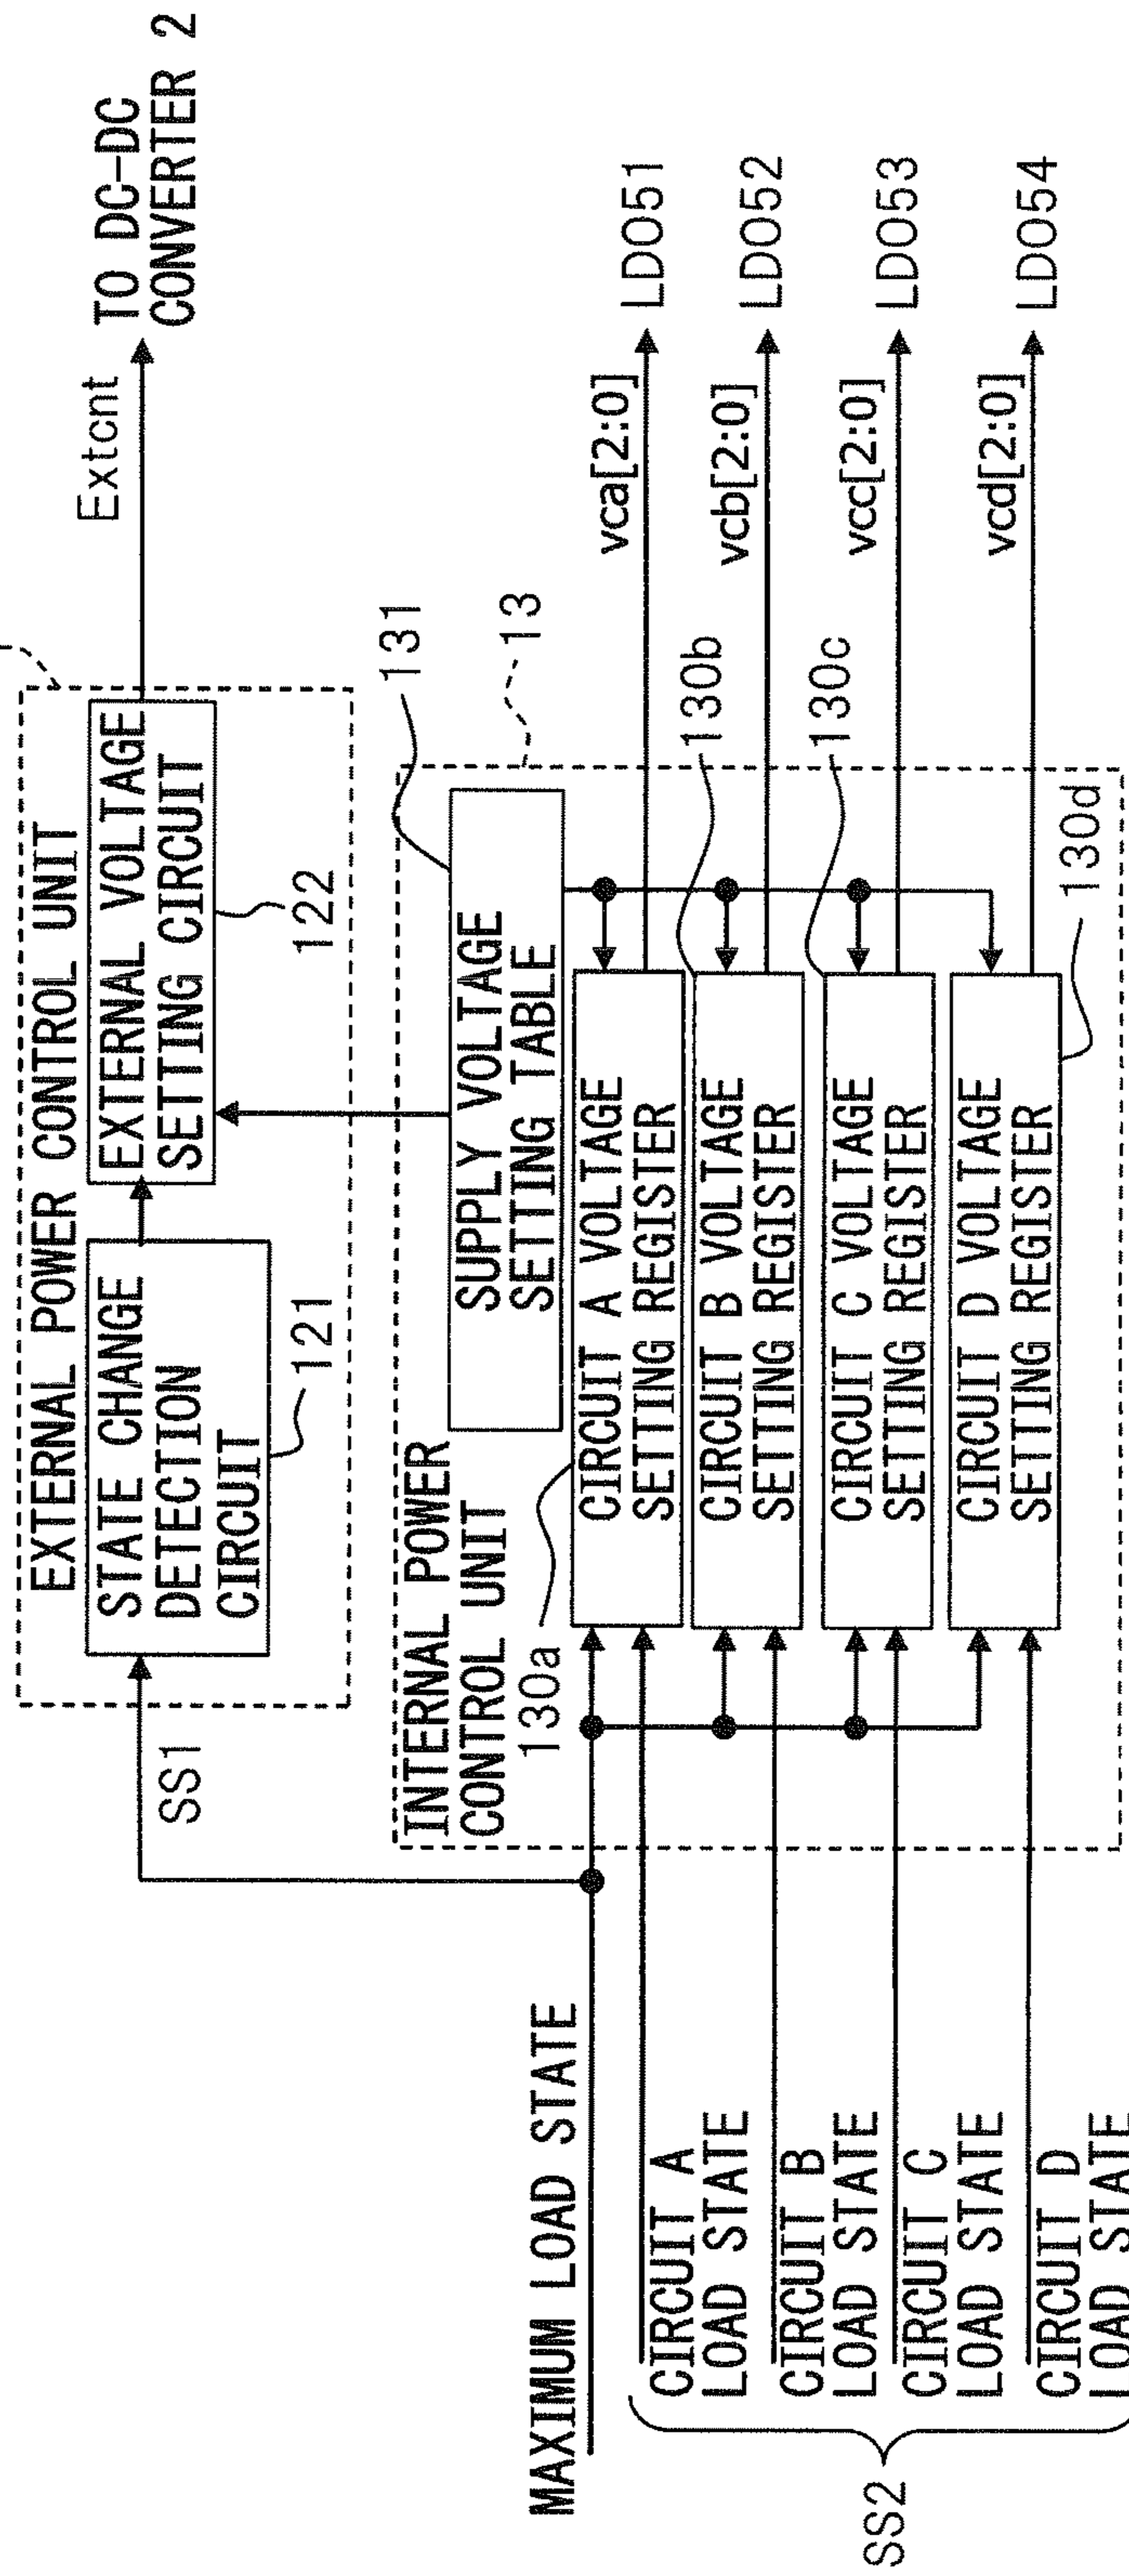 EXTERNAL POWER CONTROL UNIT
STATE CHANGE
DETECTION
CIRCUIT
121
EXTERNAL VOLTAGE
SETTING CIRCUIT
122
Extcnt
TO DC-DC
CONVERTER 2
SS1
INTERNAL POWER
CONTROL UNIT
SUPPLY VOLTAGE
SETTING TABLE
131
13
MAXIMUM LOAD STATE
130a
CIRCUIT A VOLTAGE
SETTING REGISTER
vca[2:0]
LDO51
CIRCUIT A
LOAD STATE
CIRCUIT B VOLTAGE
SETTING REGISTER
130b
vcb[2:0]
LDO52
CIRCUIT B
LOAD STATE
CIRCUIT C VOLTAGE
SETTING REGISTER
130c
vcc[2:0]
LDO53
CIRCUIT C
LOAD STATE
CIRCUIT D VOLTAGE
SETTING REGISTER
130d
vcd[2:0]
LDO54
CIRCUIT D
LOAD STATE
SS2